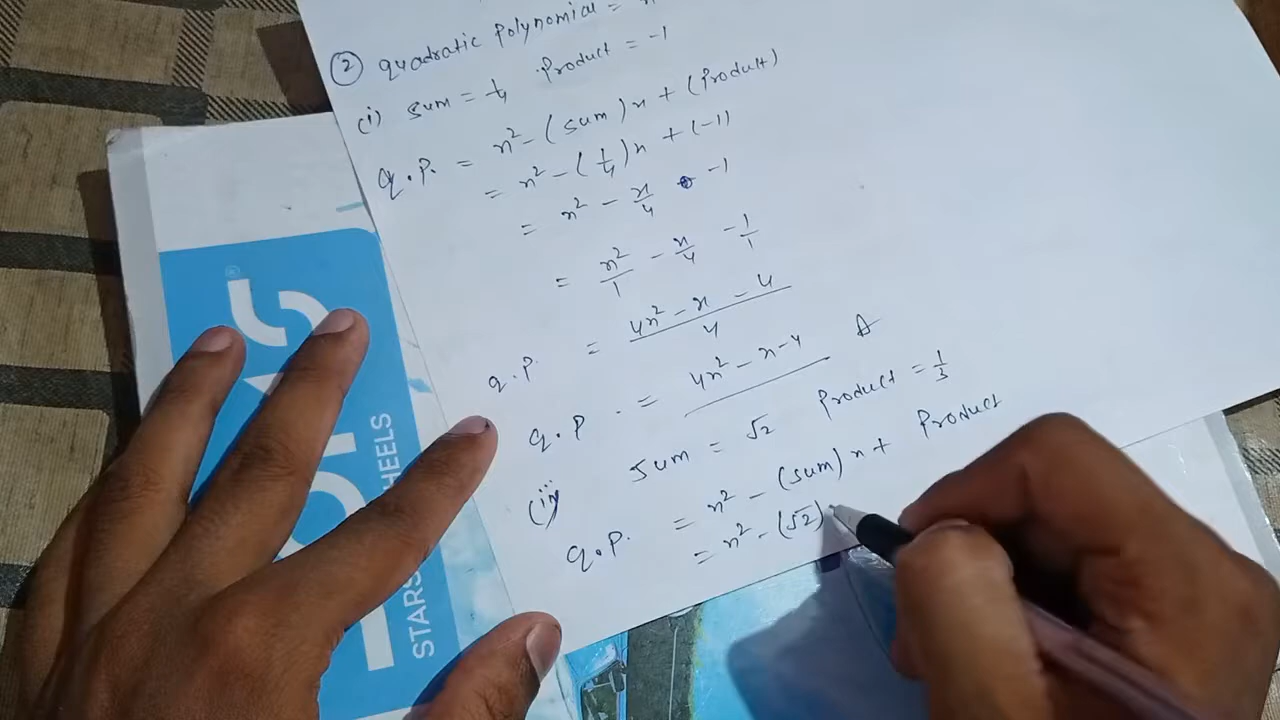 ② quadratic polynomial =
(i) sum = 1/4 Product = -1
q.p. = x² - (sum) x + (product)
= x² - (1/4) x + (-1)
= x² - x/4 - 1
= x²/1 - x/4 - 1/1
q.p. = (4x² - x - 4)/4
q.p. = 4x² - x - 4
(ii) sum = √2 Product = 1/3
q.p. = x² - (sum) x + Product
= x² - (√2)
STARS
HEELS